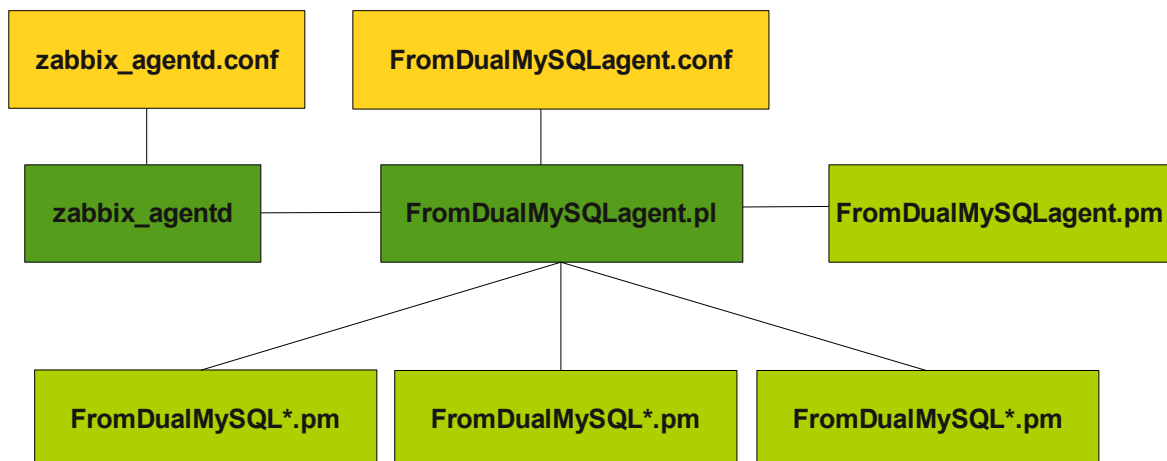 zabbix_agentd.conf
FromDualMySQLagent.conf
zabbix_agentd
FromDualMySQLagent.pl
FromDualMySQLagent.pm
FromDualMySQL*.pm
FromDualMySQL*.pm
FromDualMySQL*.pm